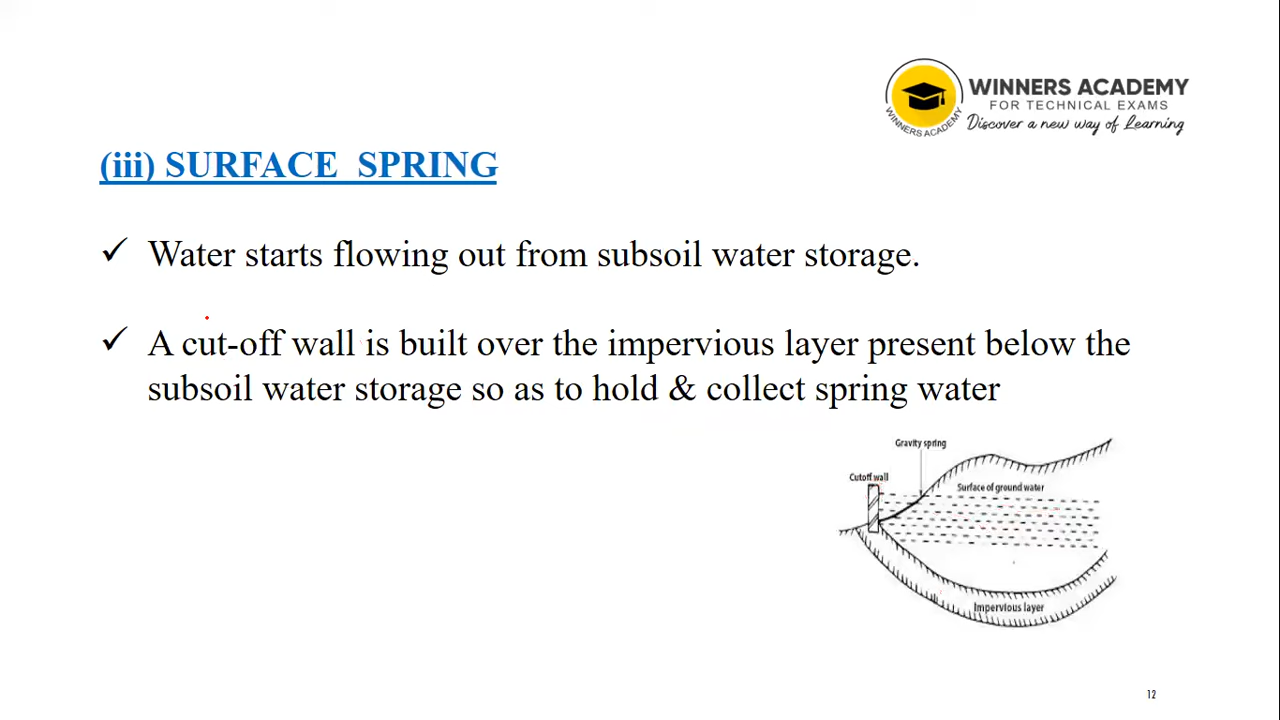 WINNERS ACADEMY
FOR TECHNICAL EXAMS
Discover a new way of Learning
WINNERS ACADEMY
(iii) SURFACE SPRING
✓ Water starts flowing out from subsoil water storage.
✓ A cut-off wall is built over the impervious layer present below the
subsoil water storage so as to hold & collect spring water
Gravity spring
Cutoff wall
Surface of ground water
Impervious layer
12